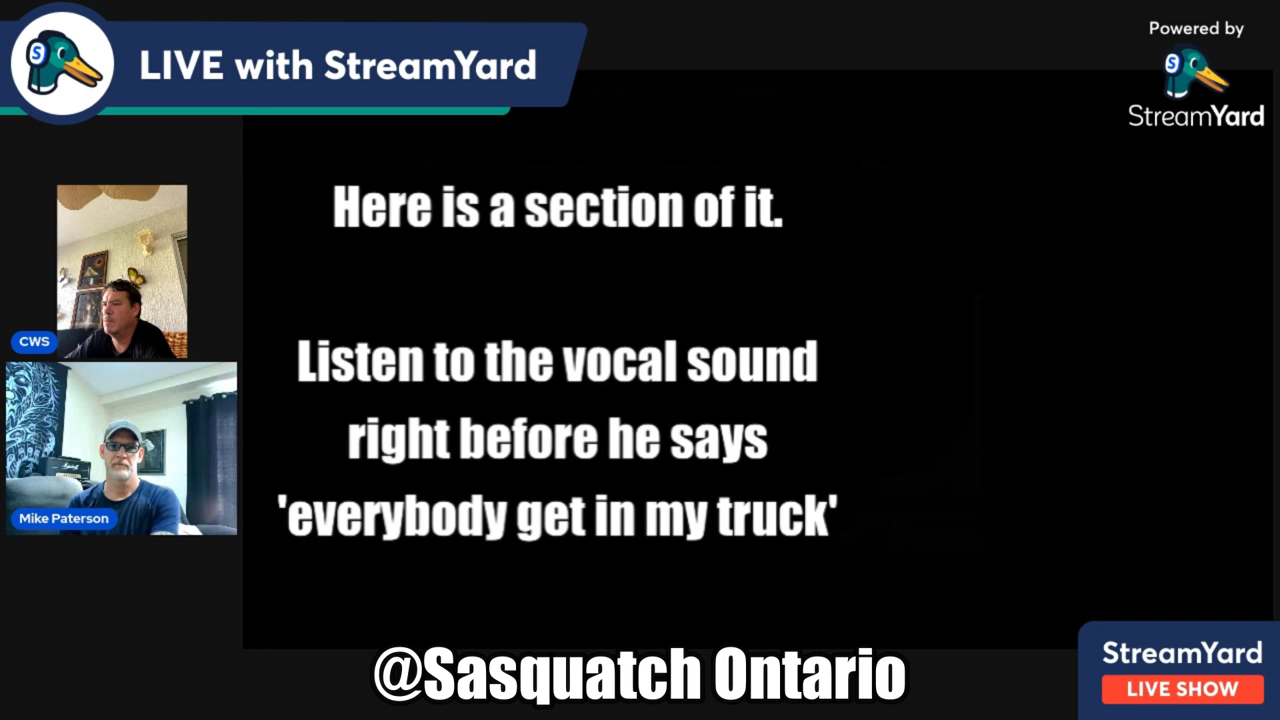 S
LIVE with StreamYard
Powered by
S
StreamYard
Here is a section of it.
Listen to the vocal sound
right before he says
'everybody get in my truck'
CWS
Mike Paterson
@Sasquatch Ontario
StreamYard
LIVE SHOW